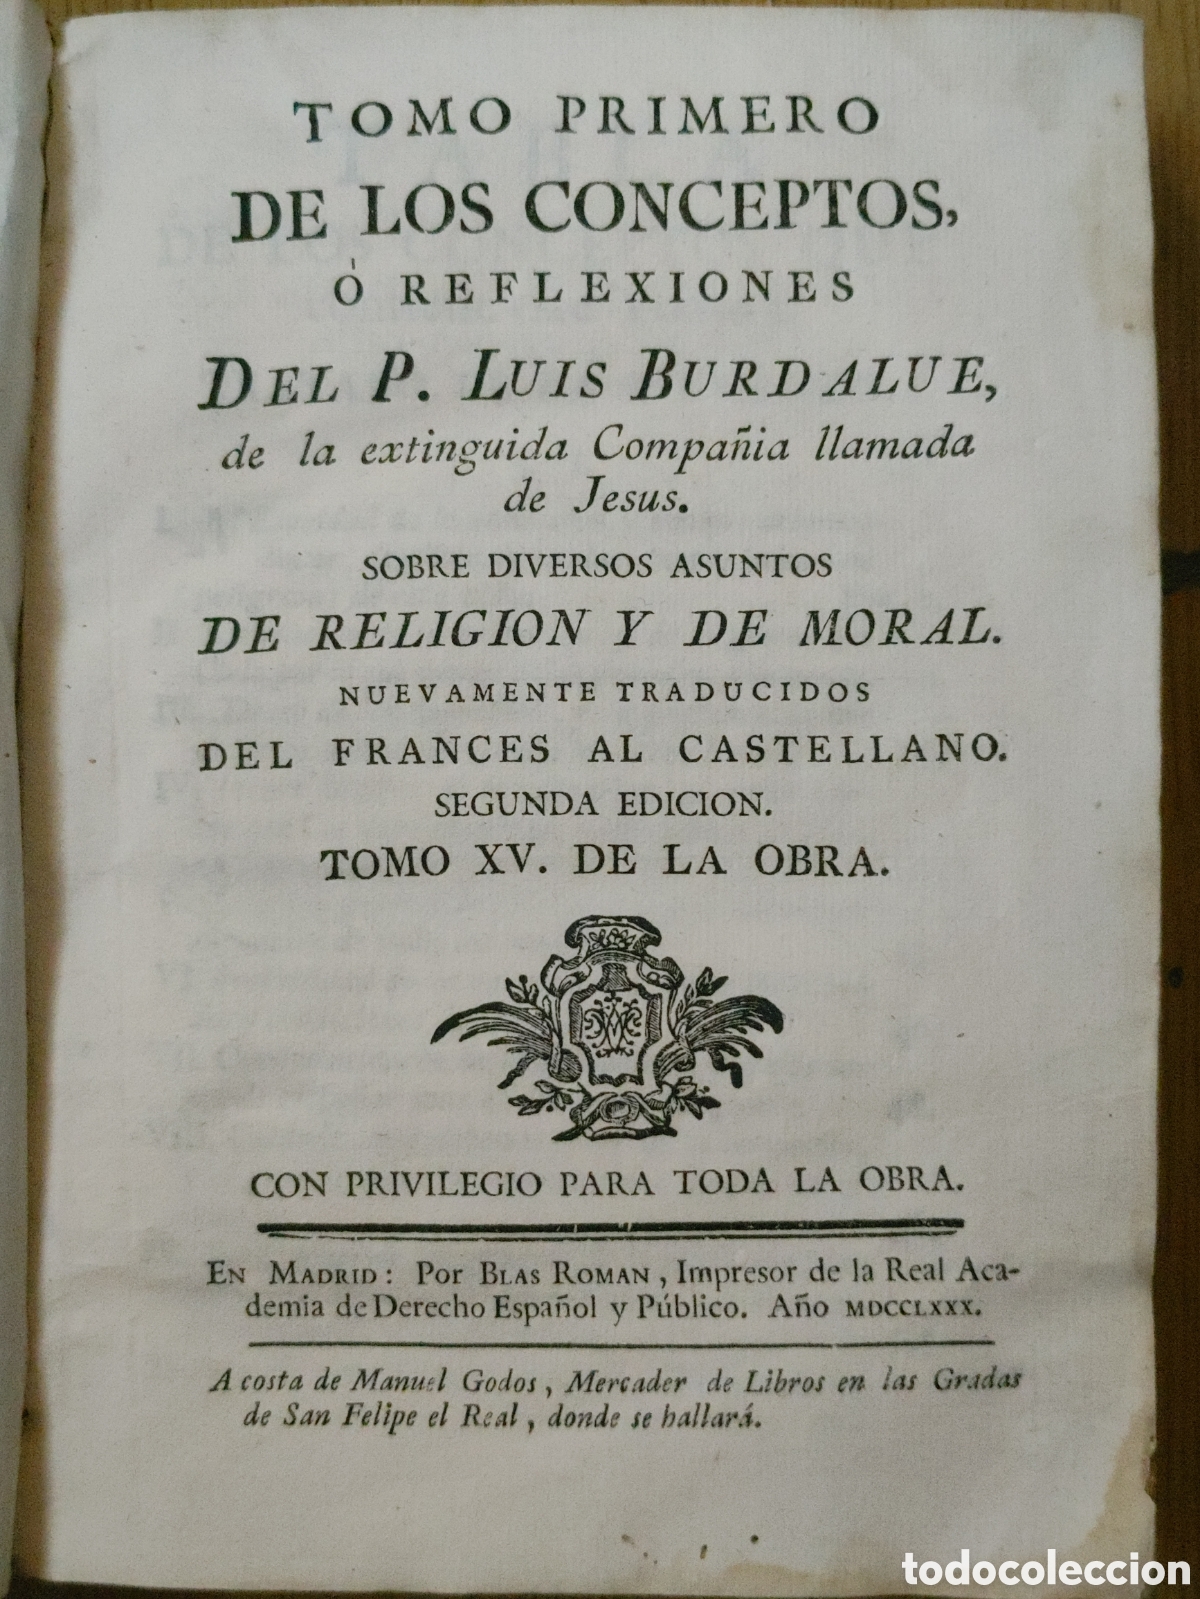 TOMO PRIMERO
DE LOS CONCEPTOS,
Ó REFLEXIONES
DEL P. LUIS BURDALUE,
de la extinguida Compañia llamada
de Jesus.
SOBRE DIVERSOS ASUNTOS
DE RELIGION Y DE MORAL.
NUEVAMENTE TRADUCIDOS
DEL FRANCES AL CASTELLANO.
SEGUNDA EDICION.
TOMO XV. DE LA OBRA.
CON PRIVILEGIO PARA TODA LA OBRA.
EN MADRID: Por BLAS ROMAN, Impresor de la Real Aca-
demia de Derecho Español y Público. Año MDCCLXXX.
A costa de Manuel Godos, Mercader de Libros en las Gradas
de San Felipe el Real, donde se hallará.
todocoleccion